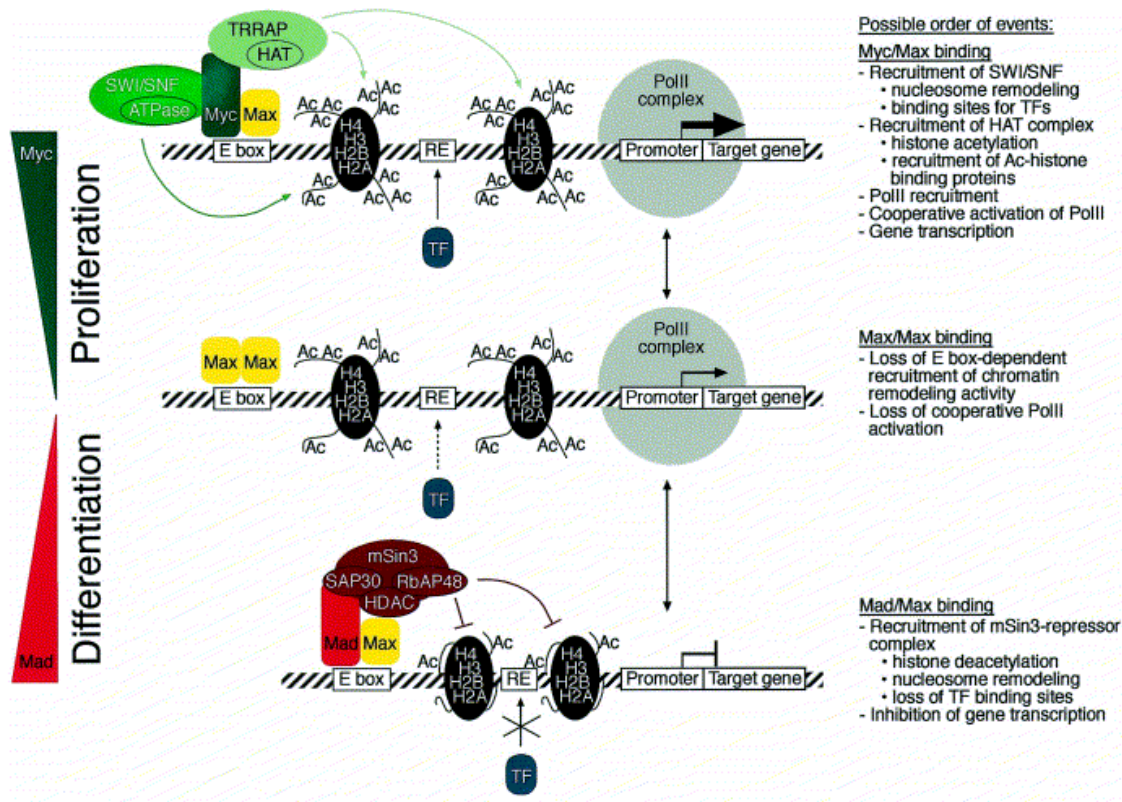 Possible order of events:
Myc/Max binding
- Recruitment of SWI/SNF
• nucleosome remodeling
• binding sites for TFs
- Recruitment of HAT complex
• histone acetylation
• recruitment of Ac-histone
binding proteins
- PolII recruitment
- Cooperative activation of PolII
- Gene transcription
TRRAP
HAT
SWI/SNF
ATPase
Myc
Max
E box
Ac Ac
Ac
Ac
Ac
Ac
H4
H3
H2B
H2A
Ac
Ac
Ac
Ac
Ac
RE
TF
Ac Ac
Ac
Ac
Ac
Ac
H4
H3
H2B
H2A
Ac
Ac
Ac
Ac
Ac
PolII
complex
Promoter
Target gene
Myc
Proliferation
Max
Max
E box
Ac Ac
Ac
H4
H3
H2B
H2A
Ac
Ac
Ac
RE
TF
Ac Ac
Ac
H4
H3
H2B
H2A
Ac
Ac
Ac
PolII
complex
Promoter
Target gene
Max/Max binding
- Loss of E box-dependent
recruitment of chromatin
remodeling activity
- Loss of cooperative PolII
activation
Differentiation
Mad
mSin3
SAP30
RbAP48
HDAC
Mad
Max
E box
Ac
Ac
H4
H3
H2B
H2A
RE
TF
Ac
Ac
H4
H3
H2B
H2A
Promoter
Target gene
Mad/Max binding
- Recruitment of mSin3-repressor
complex
• histone deacetylation
• nucleosome remodeling
• loss of TF binding sites
- Inhibition of gene transcription